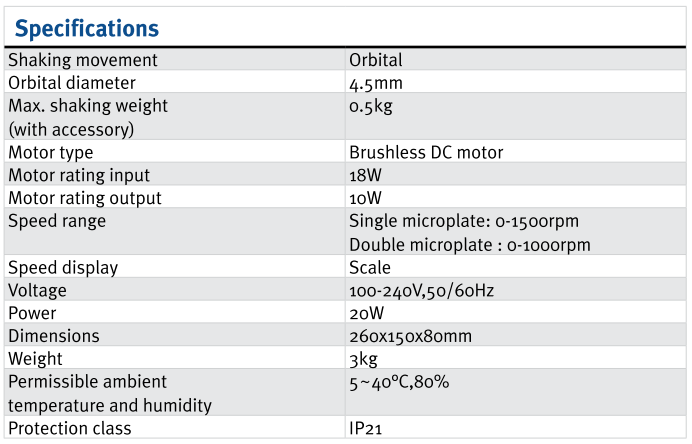 Specifications
Shaking movement Orbital
Orbital diameter 4.5mm
Max. shaking weight 0.5kg
(with accessory)
Motor type Brushless DC motor
Motor rating input 18W
Motor rating output 10W
Speed range Single microplate: 0-1500rpm
Double microplate : 0-1000rpm
Speed display Scale
Voltage 100-240V,50/60Hz
Power 20W
Dimensions 260x150x80mm
Weight 3kg
Permissible ambient 5~40°C,80%
temperature and humidity
Protection class IP21